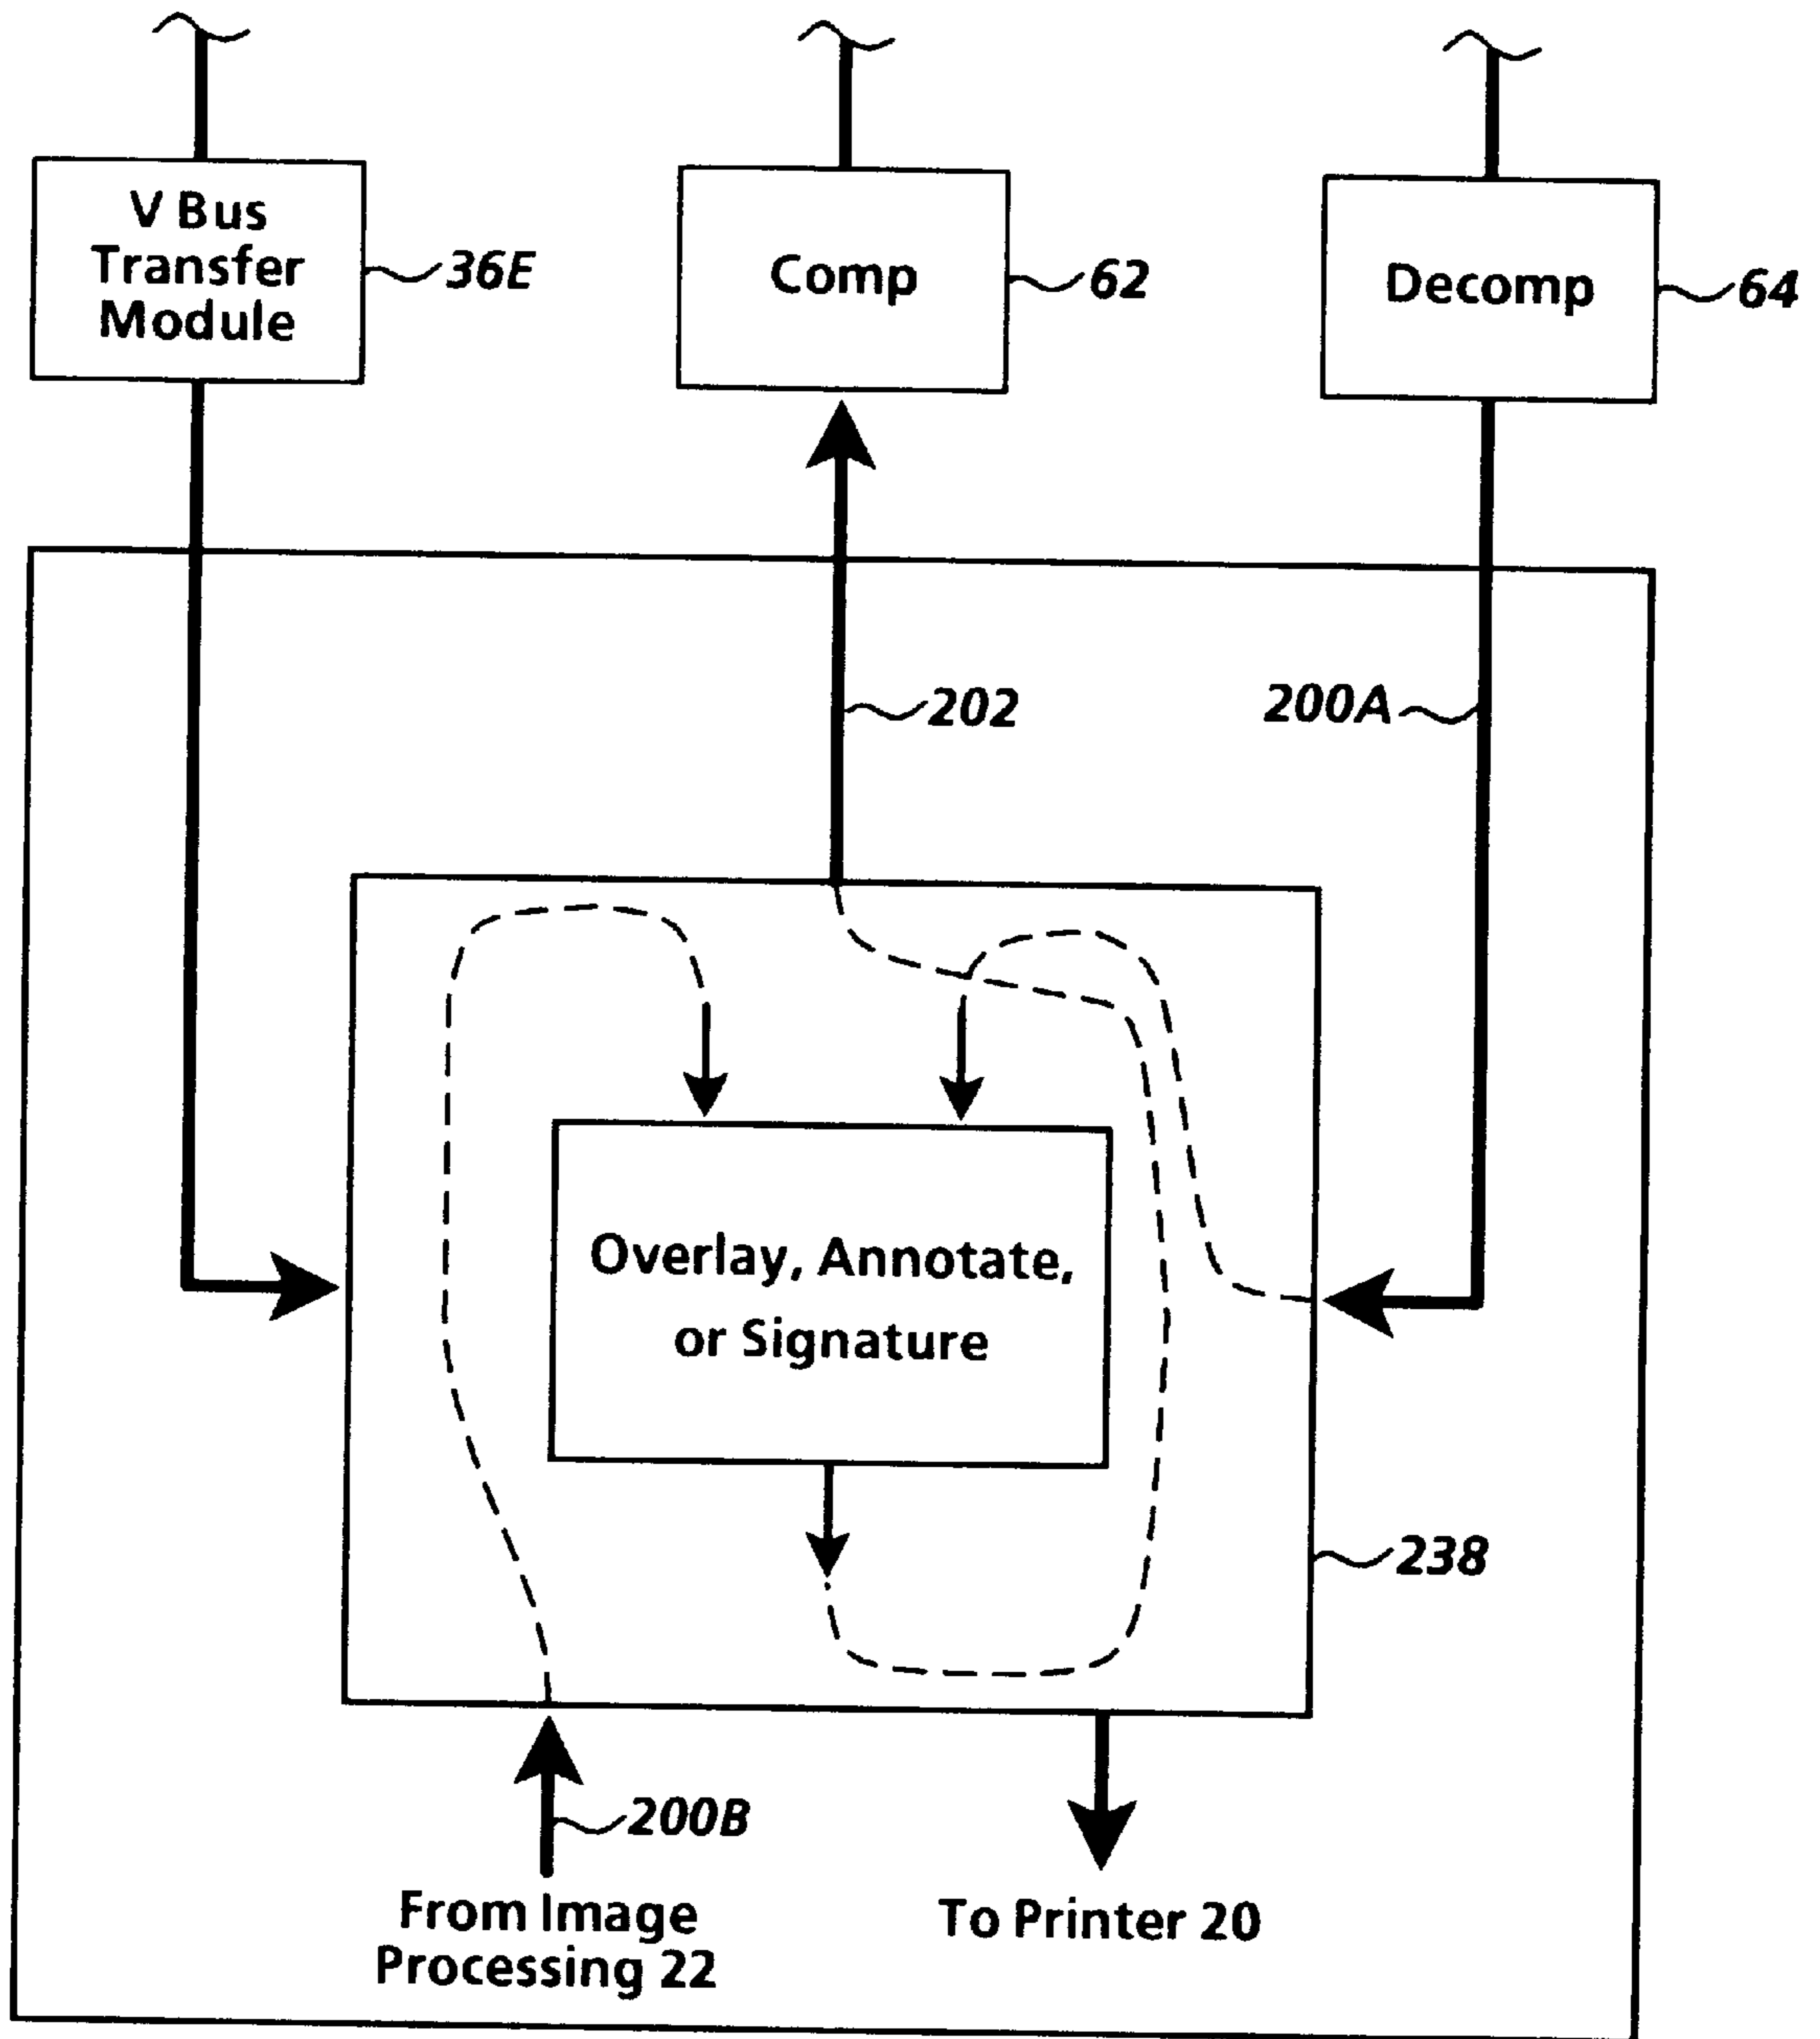 V Bus
Transfer
Module
36E
Comp
62
Decomp
64
202
200A
Overlay, Annotate,
or Signature
238
200B
From Image
Processing 22
To Printer 20